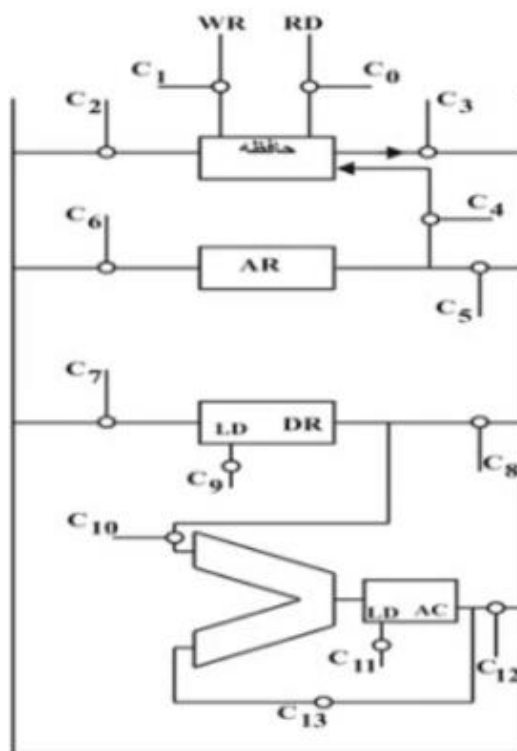 WR RD
C1 C0
C2 C3
حافظه
C4
C6
AR
C5
C7
LD DR
C9 C8
C10
LD AC
C11 C12
C13